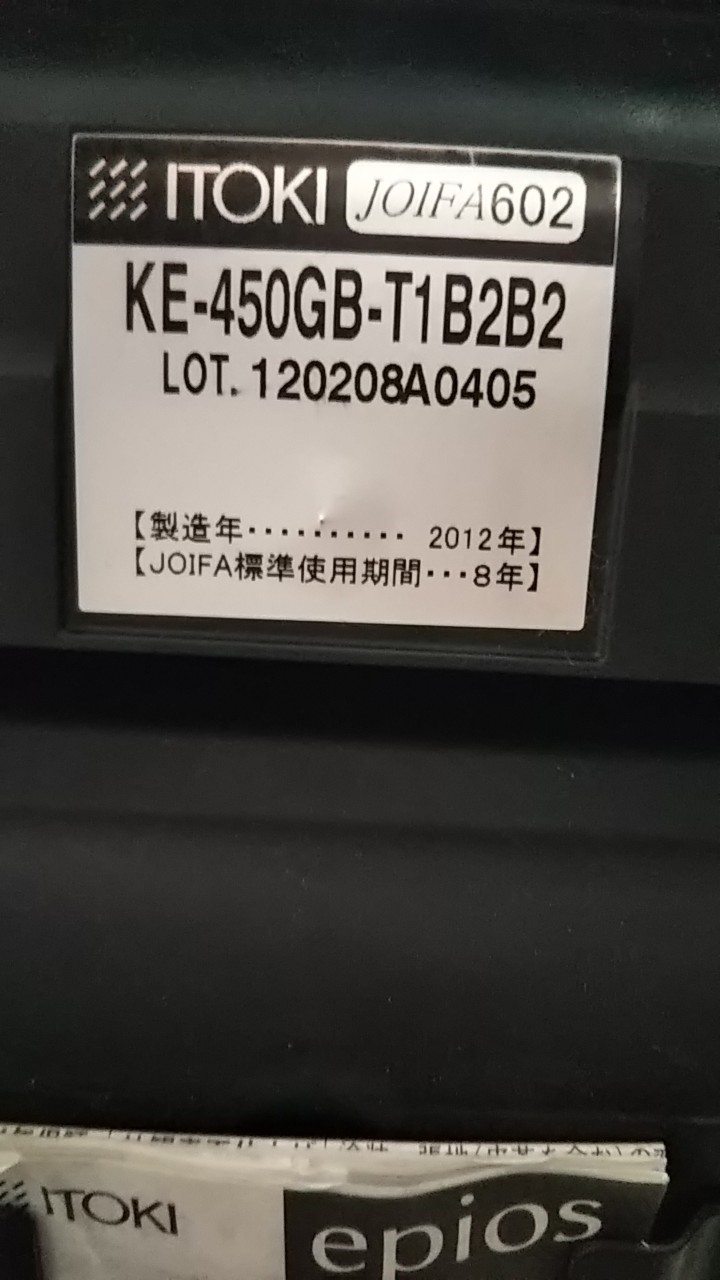 ITOKI JOIFA602
KE-450GB-T1B2B2
LOT. 120208A0405
【製造年・・・・・・・・・・ 2012年】
【JOIFA標準使用期間・・・8年】
ITOKI epios